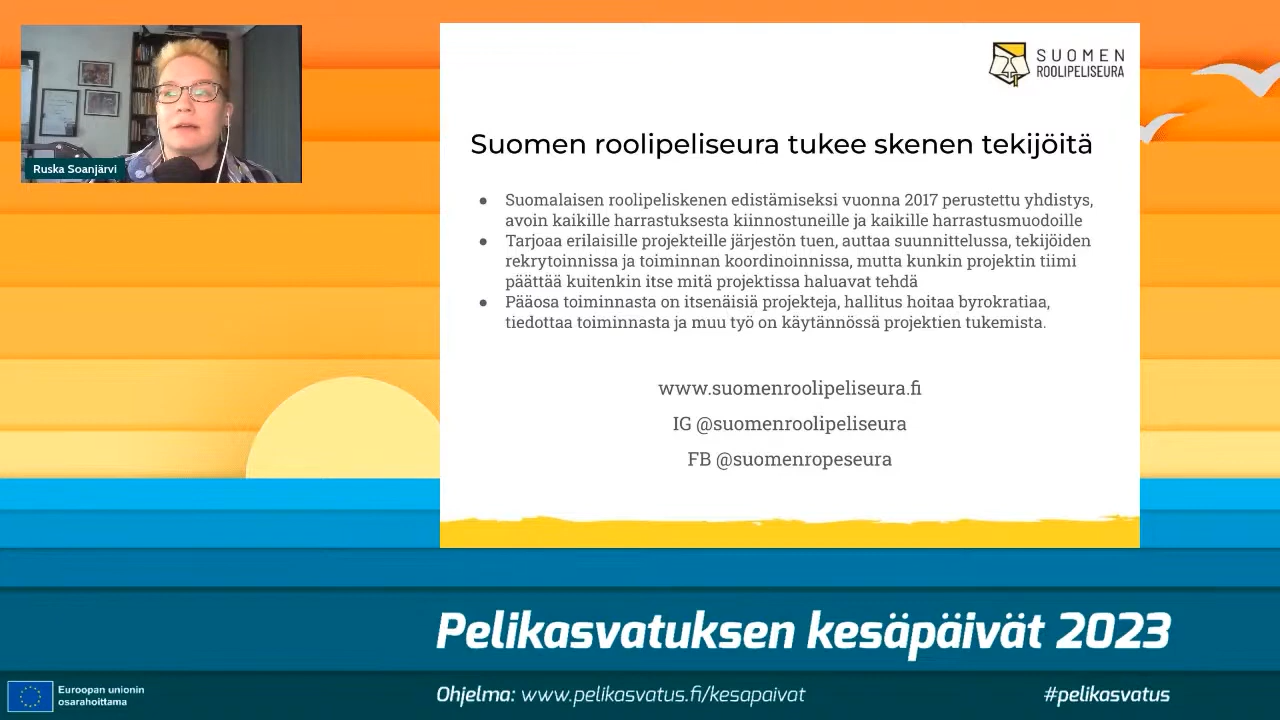 SUOMEN
ROOLIPELISEURA
Suomen roolipeliseura tukee skenen tekijöitä
● Suomalaisen roolipeliskenen edistämiseksi vuonna 2017 perustettu yhdistys,
avoin kaikille harrastuksesta kiinnostuneille ja kaikille harrastusmuodoille
● Tarjoaa erilaisille projekteille järjestön tuen, auttaa suunnittelussa, tekijöiden
rekrytoinnissa ja toiminnan koordinoinnissa, mutta kunkin projektin tiimi
päättää kuitenkin itse mitä projektissa haluavat tehdä
● Pääosa toiminnasta on itsenäisiä projekteja, hallitus hoitaa byrokratiaa,
tiedottaa toiminnasta ja muu työ on käytännössä projektien tukemista.
www.suomenroolipeliseura.fi
IG @suomenroolipeliseura
FB @suomenropeseura
Ruska Soanjärvi
Pelikasvatuksen kesäpäivät 2023
Euroopan unionin
osarahoittama
Ohjelma: www.pelikasvatus.fi/kesapaivat
#pelikasvatus